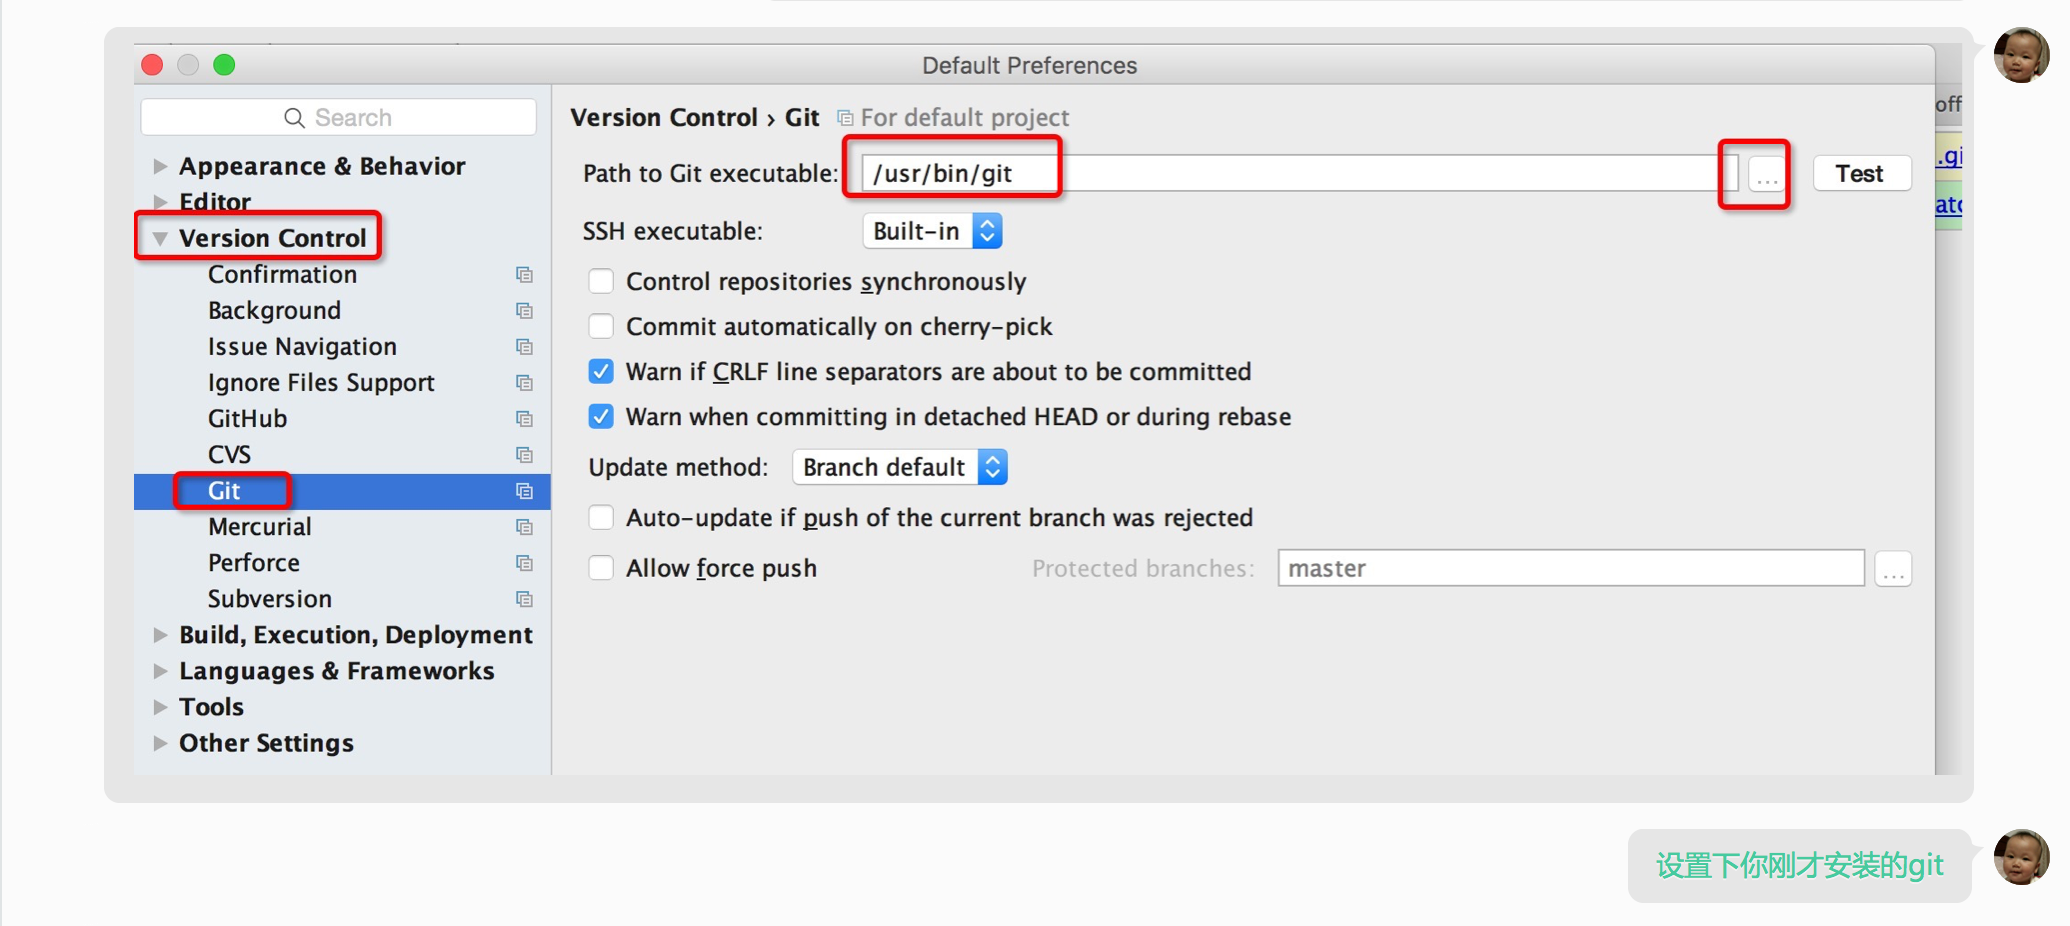 Default Preferences
Search
Appearance & Behavior
Editor
Version Control
Confirmation
Background
Issue Navigation
Ignore Files Support
GitHub
CVS
Git
Mercurial
Perforce
Subversion
Build, Execution, Deployment
Languages & Frameworks
Tools
Other Settings
Version Control › Git For default project
Path to Git executable: /usr/bin/git ... Test
SSH executable: Built-in
Control repositories synchronously
Commit automatically on cherry-pick
Warn if CRLF line separators are about to be committed
Warn when committing in detached HEAD or during rebase
Update method: Branch default
Auto-update if push of the current branch was rejected
Allow force push Protected branches: master ...
off
.gi
设置下你刚才安装的git